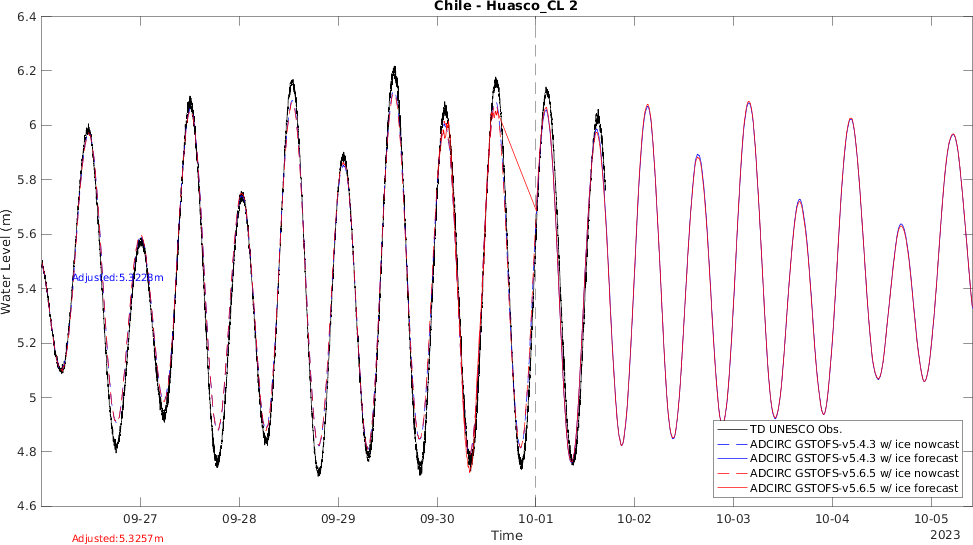 Chile - Huasco_CL 2
6.4
6.2
6
5.8
5.6
5.4
5.2
5
4.8
4.6
Water Level (m)
Adjusted:5.3223m
TD UNESCO Obs.
ADCIRC GSTOFS-v5.4.3 w/ ice nowcast
ADCIRC GSTOFS-v5.4.3 w/ ice forecast
ADCIRC GSTOFS-v5.6.5 w/ ice nowcast
ADCIRC GSTOFS-v5.6.5 w/ ice forecast
09-27 09-28 09-29 09-30 10-01 10-02 10-03 10-04 10-05
Time
2023
Adjusted:5.3257m